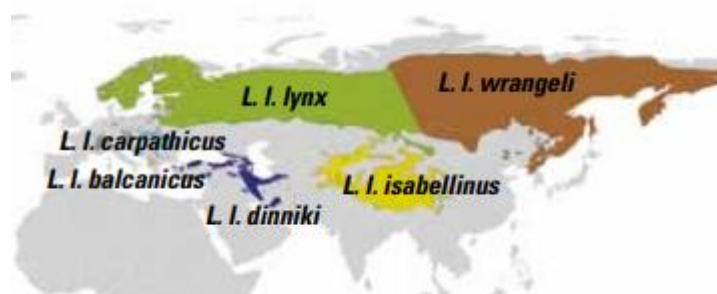 L. l. wrangeli
L. l. lynx
L. l. carpathicus
L. l. balcanicus
L. l. isabellinus
L. l. dinniki